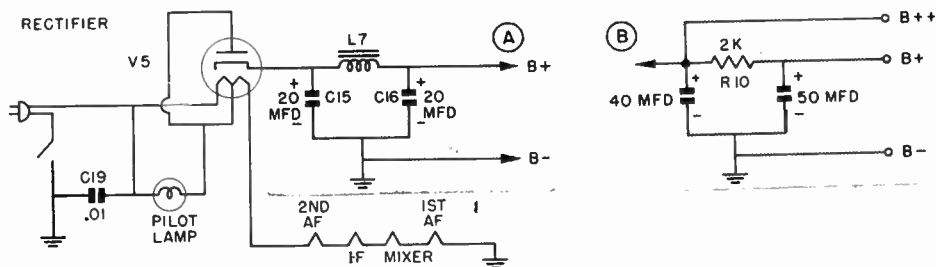 RECTIFIER
V5
C19
.01
PILOT
LAMP
A
L7
B+
+
20
MFD
-
C15
C16
+
20
MFD
-
B-
2ND
AF
I-F
MIXER
1ST
AF
B
B++
2K
R10
B+
+
40 MFD
-
+
50 MFD
-
B-